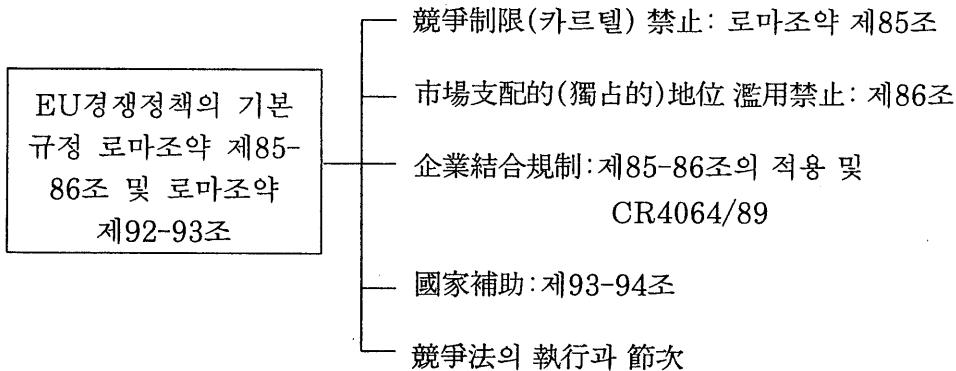 EU경쟁정책의 기본
규정 로마조약 제85-
86조 및 로마조약
제92-93조
競爭制限(카르텔) 禁止: 로마조약 제85조
市場支配的(獨占的)地位 濫用禁止: 제86조
企業結合規制:제85-86조의 적용 및
CR4064/89
國家補助:제93-94조
競爭法의 執行과 節次